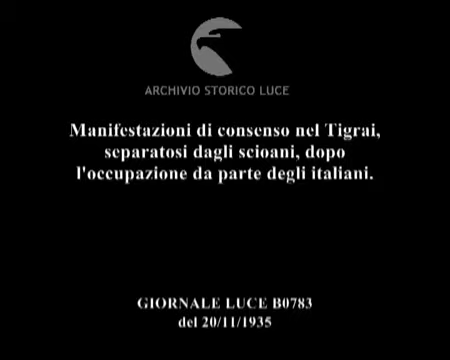 ARCHIVIO STORICO LUCE
Manifestazioni di consenso nel Tigrai,
separatosi dagli scioani, dopo
l'occupazione da parte degli italiani.
GIORNALE LUCE B0783
del 20/11/1935